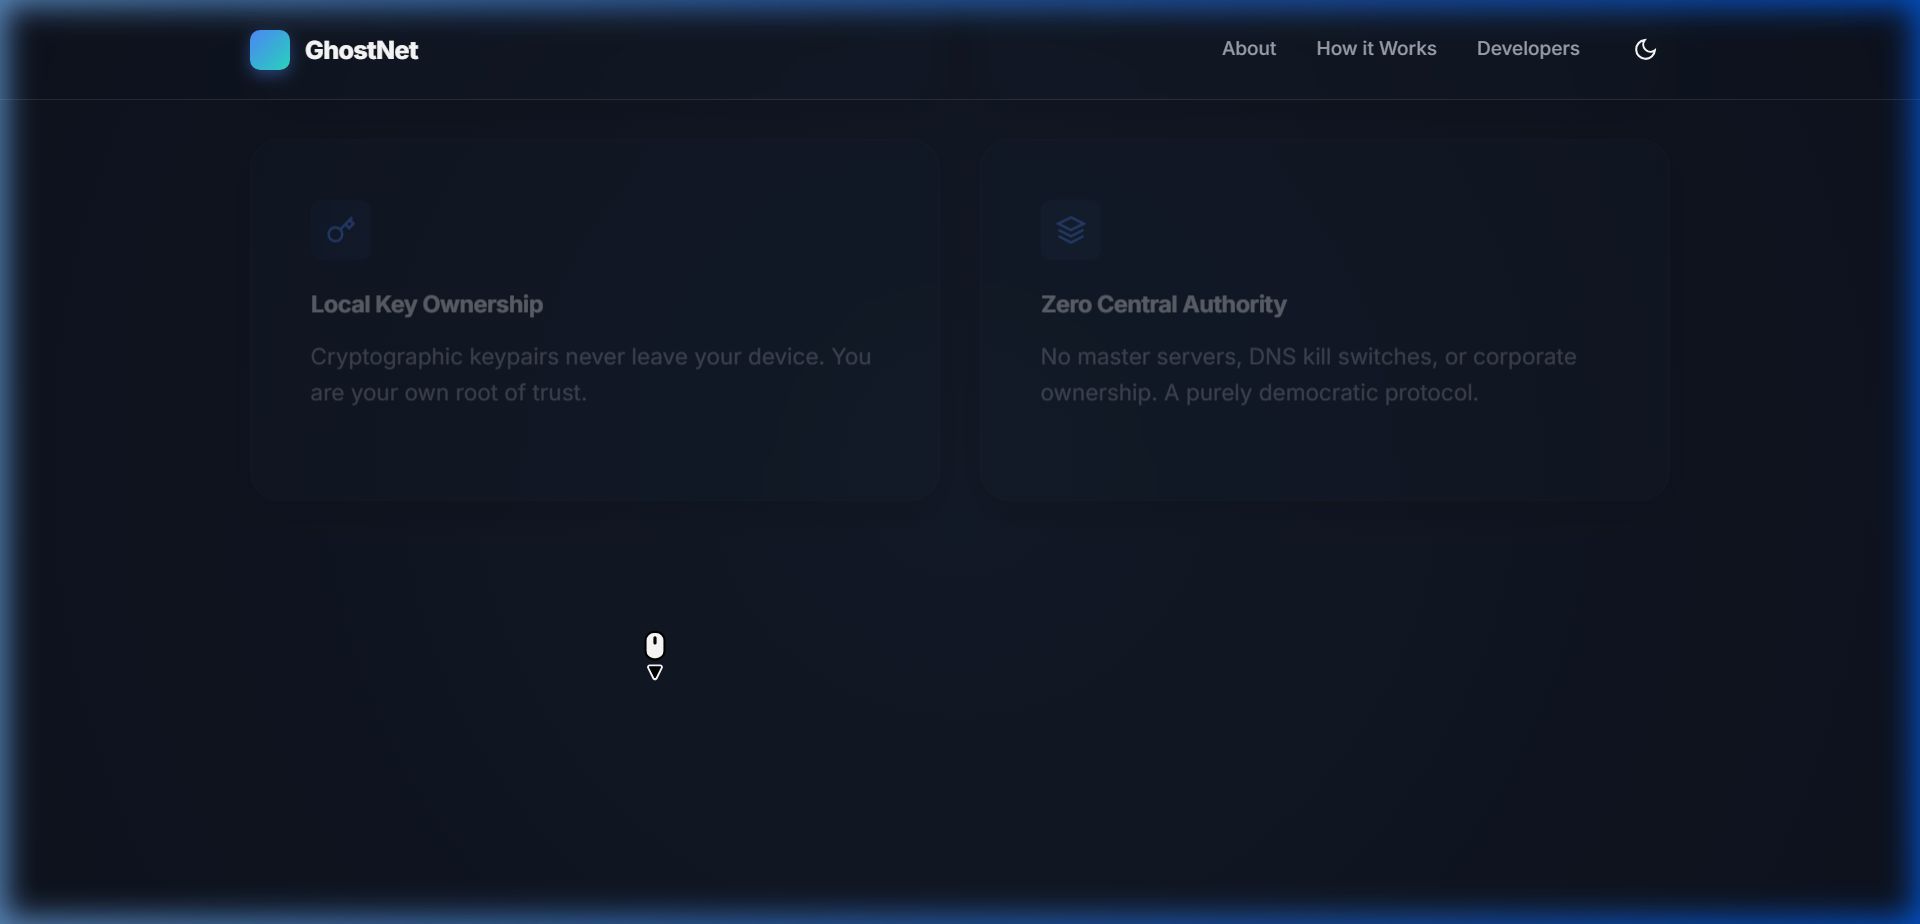 GhostNet
About
How it Works
Developers
Local Key Ownership
Cryptographic keypairs never leave your device. You
are your own root of trust.
Zero Central Authority
No master servers, DNS kill switches, or corporate
ownership. A purely democratic protocol.